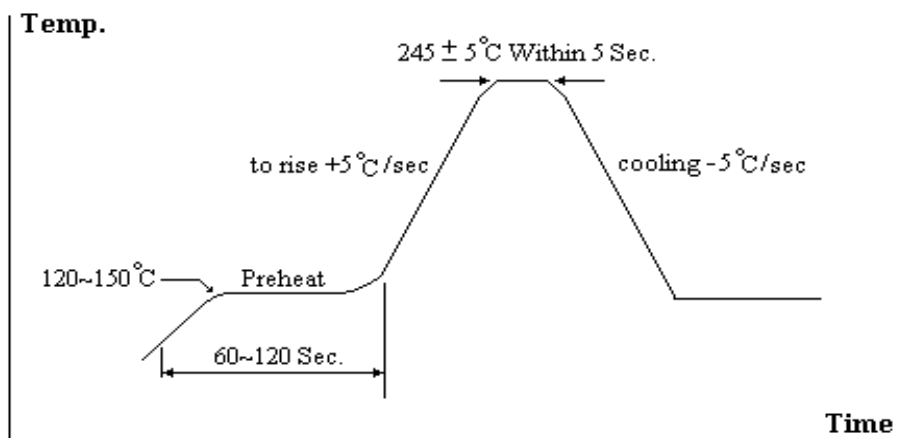 Temp.
245 ± 5°C Within 5 Sec.
to rise +5°C/sec
cooling -5°C/sec
120~150°C
Preheat
60~120 Sec.
Time